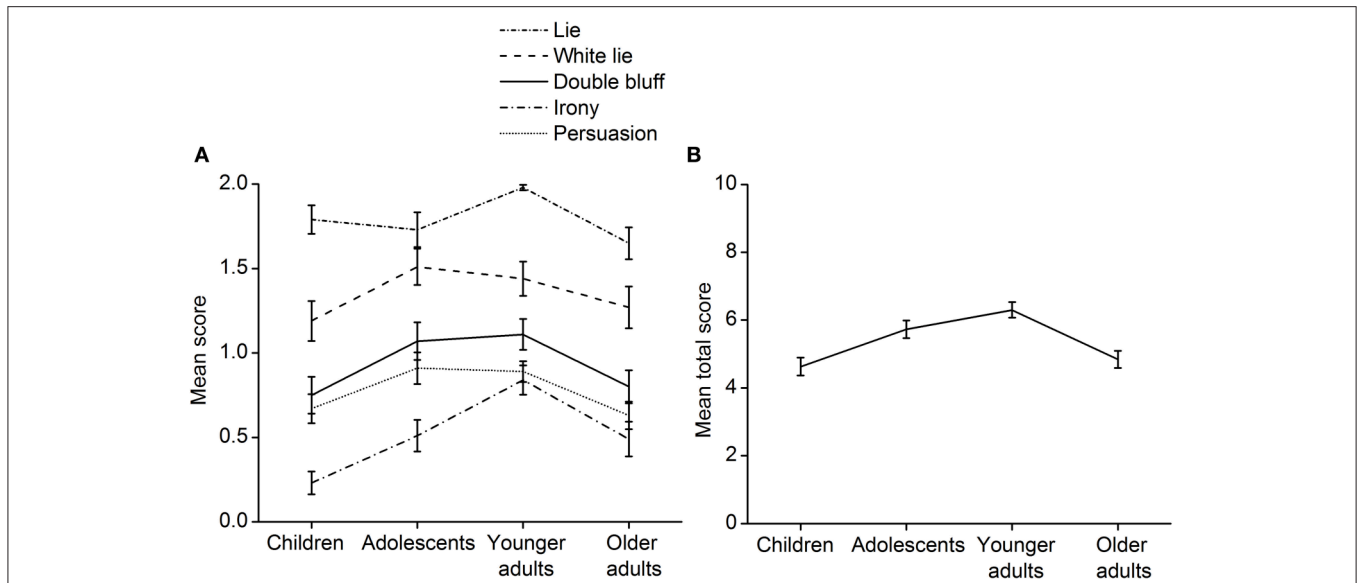 Lie
White lie
Double bluff
Irony
Persuasion
A
2.0
1.5
1.0
0.5
0.0
Mean score
Children
Adolescents
Younger
adults
Older
adults
B
10
8
6
4
2
0
Mean total score
Children
Adolescents
Younger
adults
Older
adults